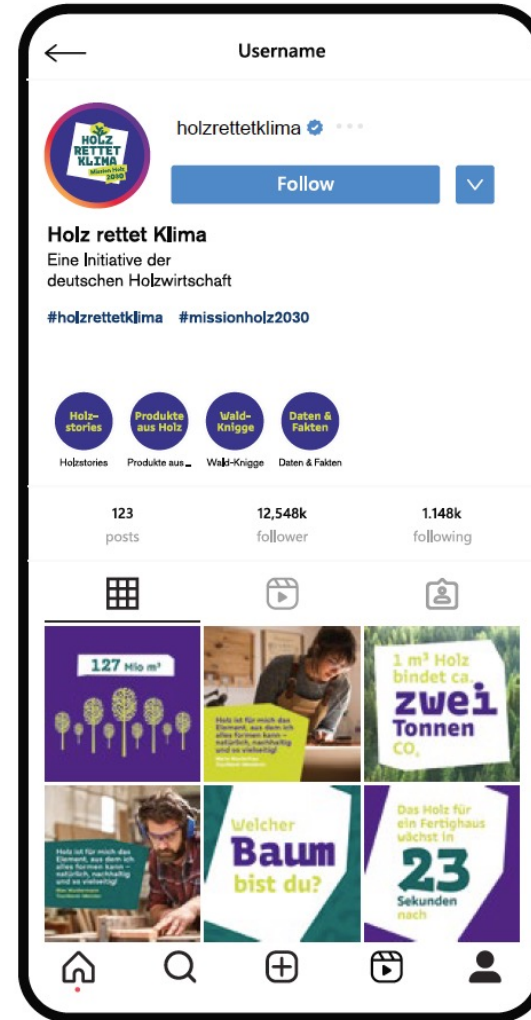 Username
HOLZ
RETTET
KLIMA
Mission Holz
2030
holzrettetklima
Follow
Holz rettet Klima
Eine Initiative der
deutschen Holzwirtschaft
#holzrettetklima #missionholz2030
Holz-
stories
Produkte
aus Holz
Wald-
Knigge
Daten &
Fakten
Holzstories
Produkte aus ...
Wald-Knigge
Daten & Fakten
123
posts
12,548k
follower
1.148k
following
127 Mio m³
Holz ist für mich das
Element, aus dem ich
alles formen kann –
natürlich, nachhaltig
und so vielseitig!
1 m³ Holz
bindet ca.
zwei
Tonnen
CO₂
Holz ist für mich das
Element, aus dem ich
alles formen kann –
natürlich, nachhaltig
und so vielseitig!
Max Mustermann
Welcher
Baum
bist du?
Das Holz für
ein Fertighaus
wächst in
23
Sekunden
nach